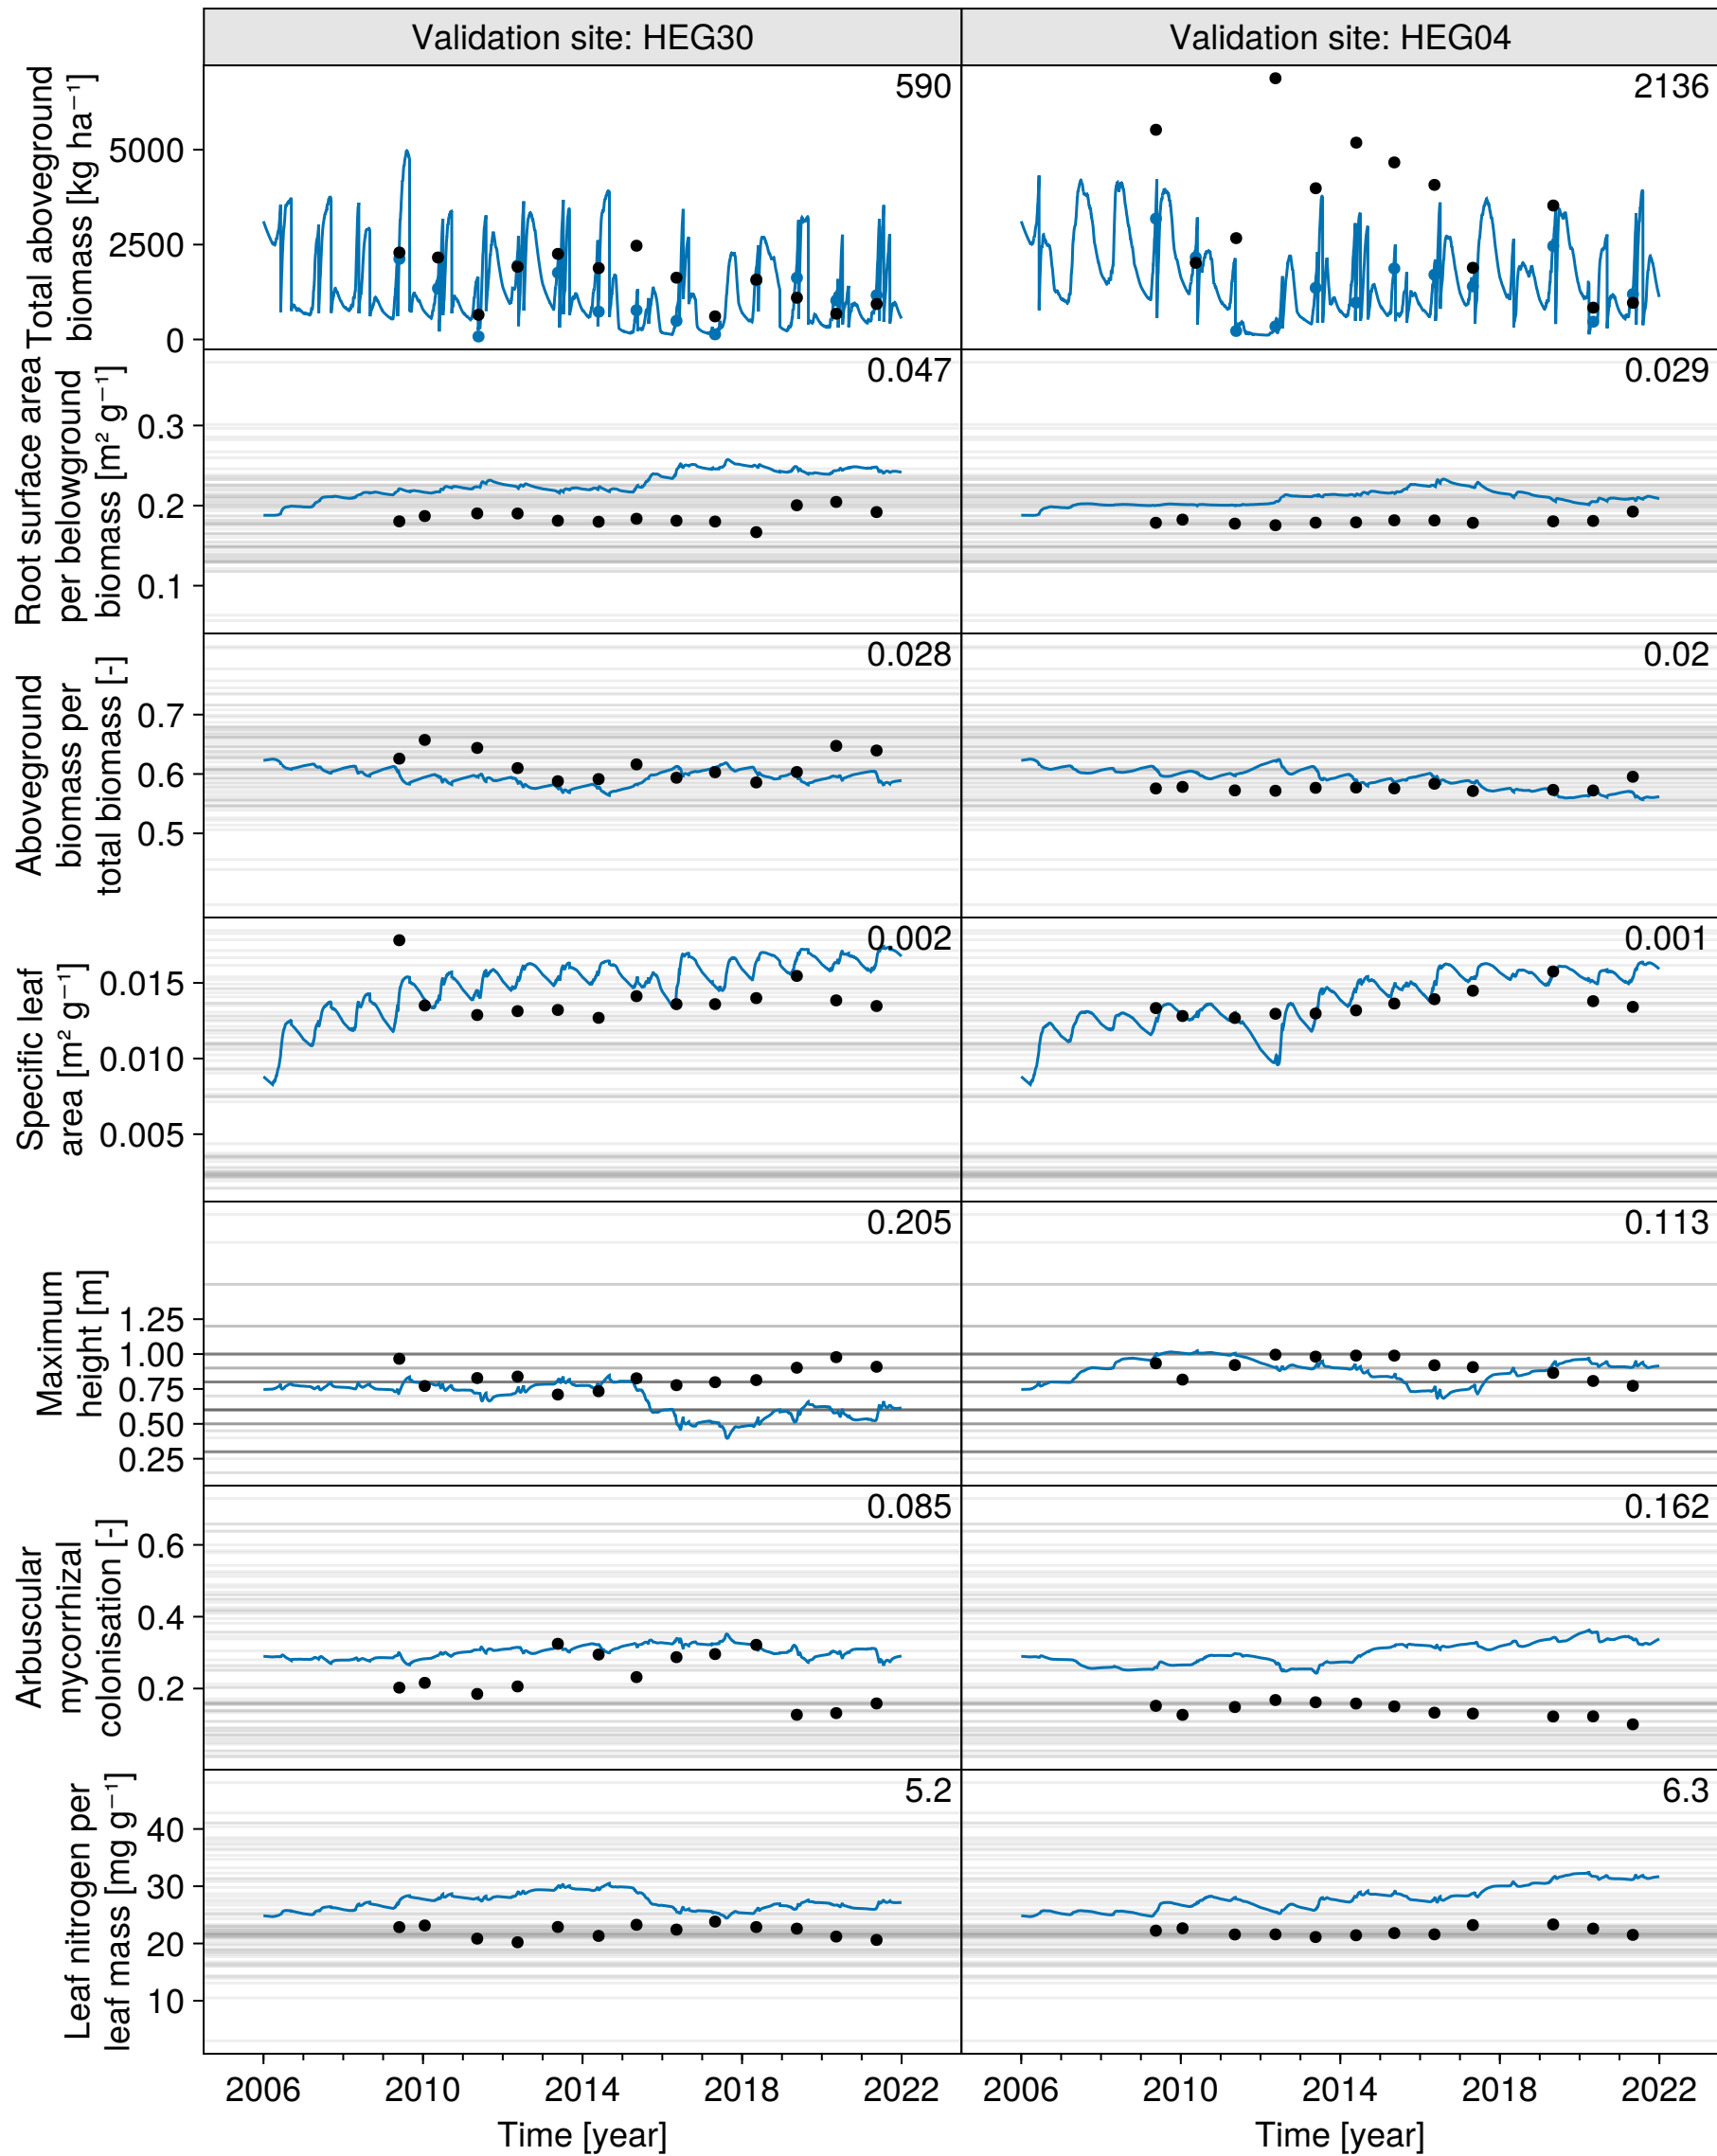 Validation site: HEG30
Validation site: HEG04
Total aboveground
biomass [kg ha⁻¹]
5000
2500
0
590
2136
Root surface area
per belowground
biomass [m² g⁻¹]
0.3
0.2
0.1
0.047
0.029
Aboveground
biomass per
total biomass [-]
0.7
0.6
0.5
0.028
0.02
Specific leaf
area [m² g⁻¹]
0.015
0.010
0.005
0.002
0.001
Maximum
height [m]
1.25
1.00
0.75
0.50
0.25
0.205
0.113
Arbuscular
mycorrhizal
colonisation [-]
0.6
0.4
0.2
0.085
0.162
Leaf nitrogen per
leaf mass [mg g⁻¹]
40
30
20
10
5.2
6.3
2006 2010 2014 2018 2022
2006 2010 2014 2018 2022
Time [year]
Time [year]